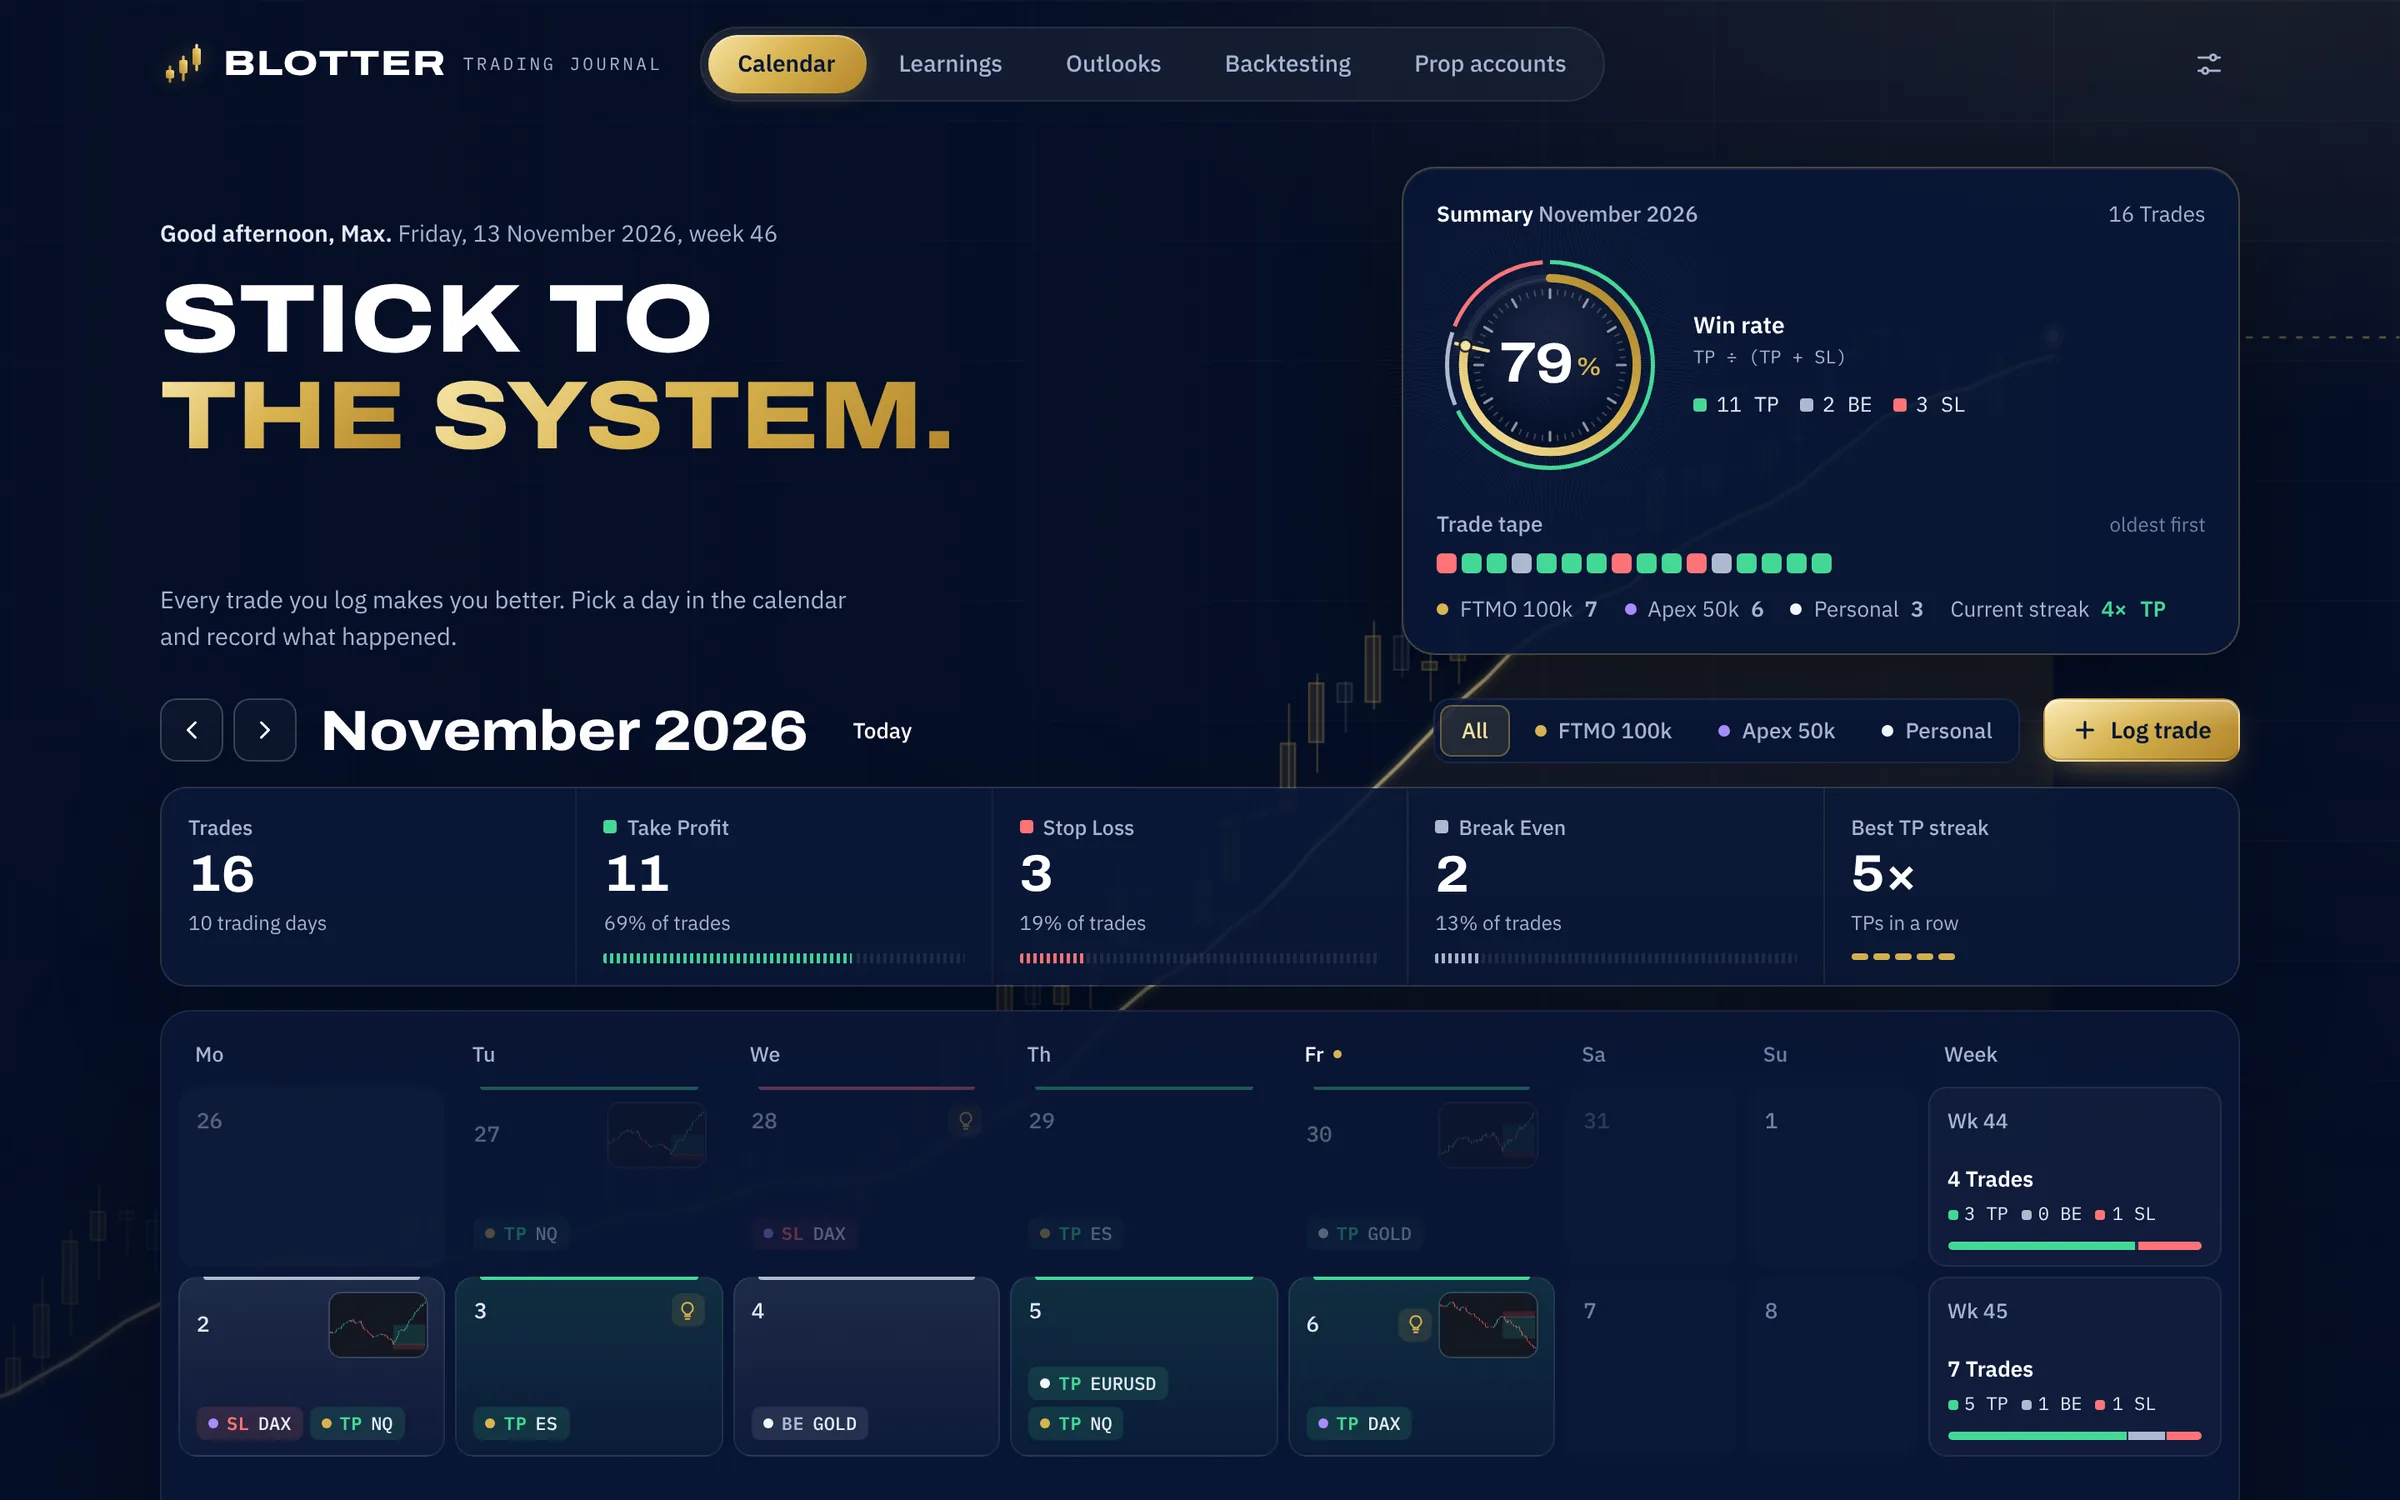 BLOTTER TRADING JOURNAL
Calendar Learnings Outlooks Backtesting Prop accounts
Good afternoon, Max. Friday, 13 November 2026, week 46
STICK TO
THE SYSTEM.
Every trade you log makes you better. Pick a day in the calendar
and record what happened.
Summary November 2026 16 Trades
79%
Win rate
TP ÷ (TP + SL)
11 TP 2 BE 3 SL
Trade tape oldest first
FTMO 100k 7 Apex 50k 6 Personal 3 Current streak 4× TP
November 2026 Today
All FTMO 100k Apex 50k Personal + Log trade
Trades
16
10 trading days
Take Profit
11
69% of trades
Stop Loss
3
19% of trades
Break Even
2
13% of trades
Best TP streak
5×
TPs in a row
Mo Tu We Th Fr Sa Su Week
26
27
TP NQ
28
SL DAX
29
TP ES
30
TP GOLD
31
1
Wk 44
4 Trades
3 TP 0 BE 1 SL
2
SL DAX TP NQ
3
TP ES
4
BE GOLD
5
TP EURUSD
TP NQ
6
TP DAX
7
8
Wk 45
7 Trades
5 TP 1 BE 1 SL